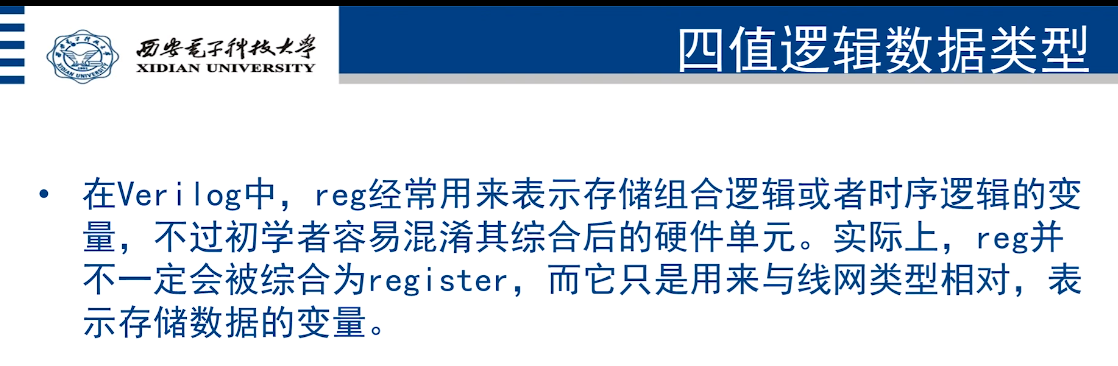 西安电子科技大学
XIDIAN UNIVERSITY
四值逻辑数据类型
• 在Verilog中，reg经常用来表示存储组合逻辑或者时序逻辑的变
量，不过初学者容易混淆其综合后的硬件单元。实际上，reg并
不一定会被综合为register，而它只是用来与线网类型相对，表
示存储数据的变量。